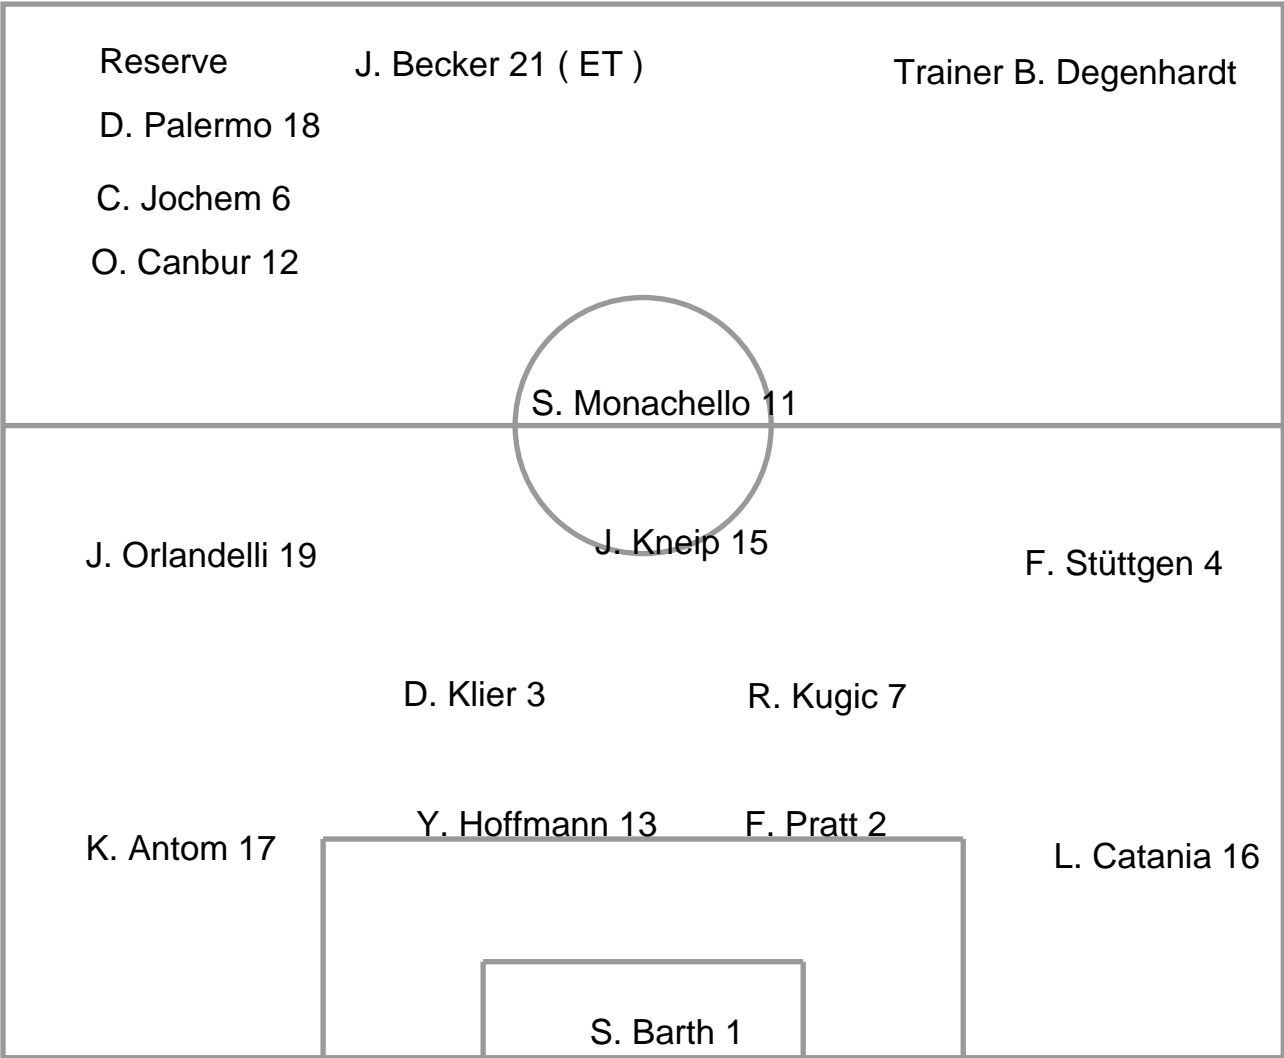 Reserve
J. Becker 21 ( ET )
Trainer B. Degenhardt
D. Palermo 18
C. Jochem 6
O. Canbur 12
S. Monachello 11
J. Orlandelli 19
J. Kneip 15
F. Stüttgen 4
D. Klier 3
R. Kugic 7
Y. Hoffmann 13
F. Pratt 2
K. Antom 17
L. Catania 16
S. Barth 1